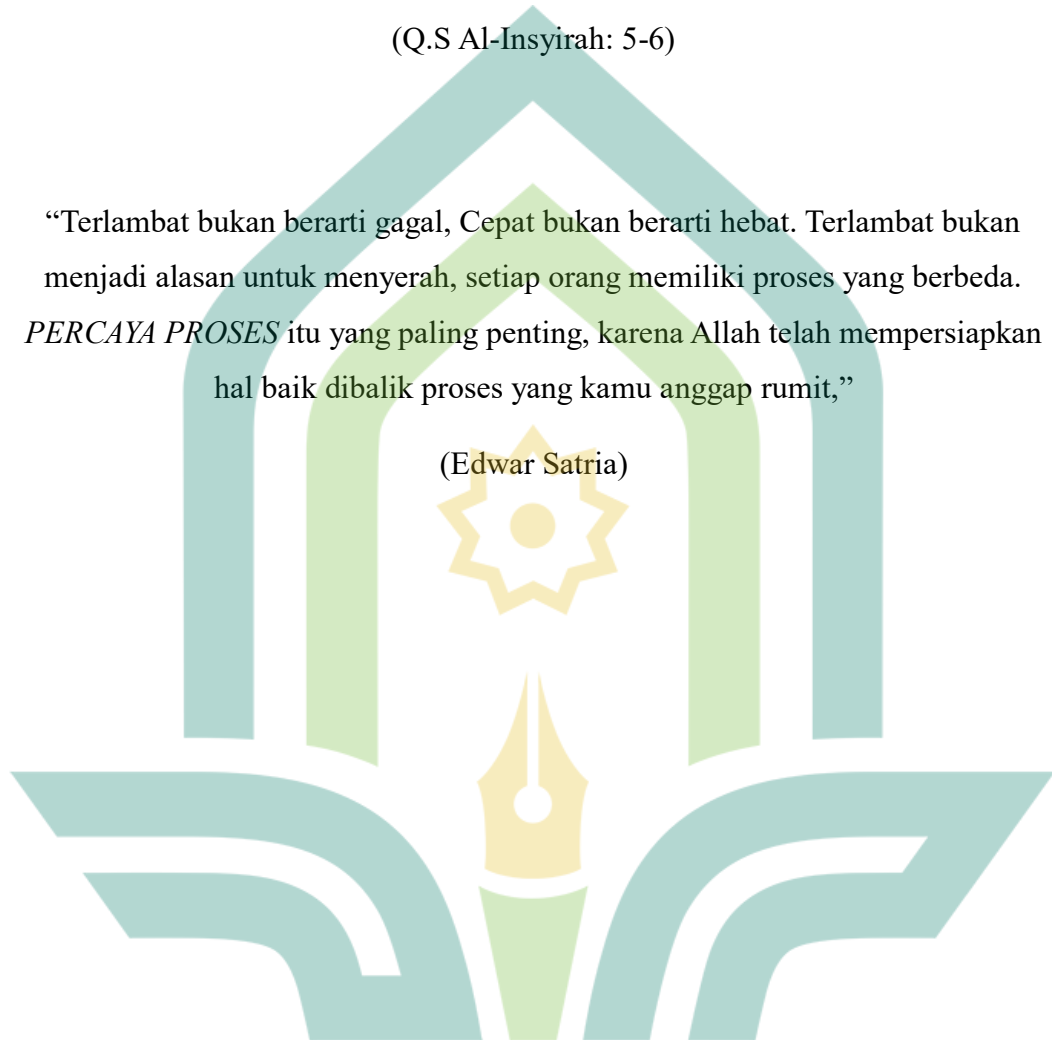 (Q.S Al-Insyirah: 5-6)
“Terlambat bukan berarti gagal, Cepat bukan berarti hebat. Terlambat bukan
menjadi alasan untuk menyerah, setiap orang memiliki proses yang berbeda.
PERCAYA PROSES itu yang paling penting, karena Allah telah mempersiapkan
hal baik dibalik proses yang kamu anggap rumit,”
(Edwar Satria)